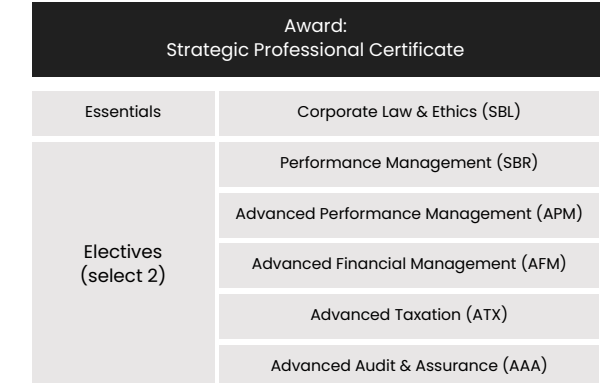 Award:
Strategic Professional Certificate
Essentials
Corporate Law & Ethics (SBL)
Electives
(select 2)
Performance Management (SBR)
Advanced Performance Management (APM)
Advanced Financial Management (AFM)
Advanced Taxation (ATX)
Advanced Audit & Assurance (AAA)